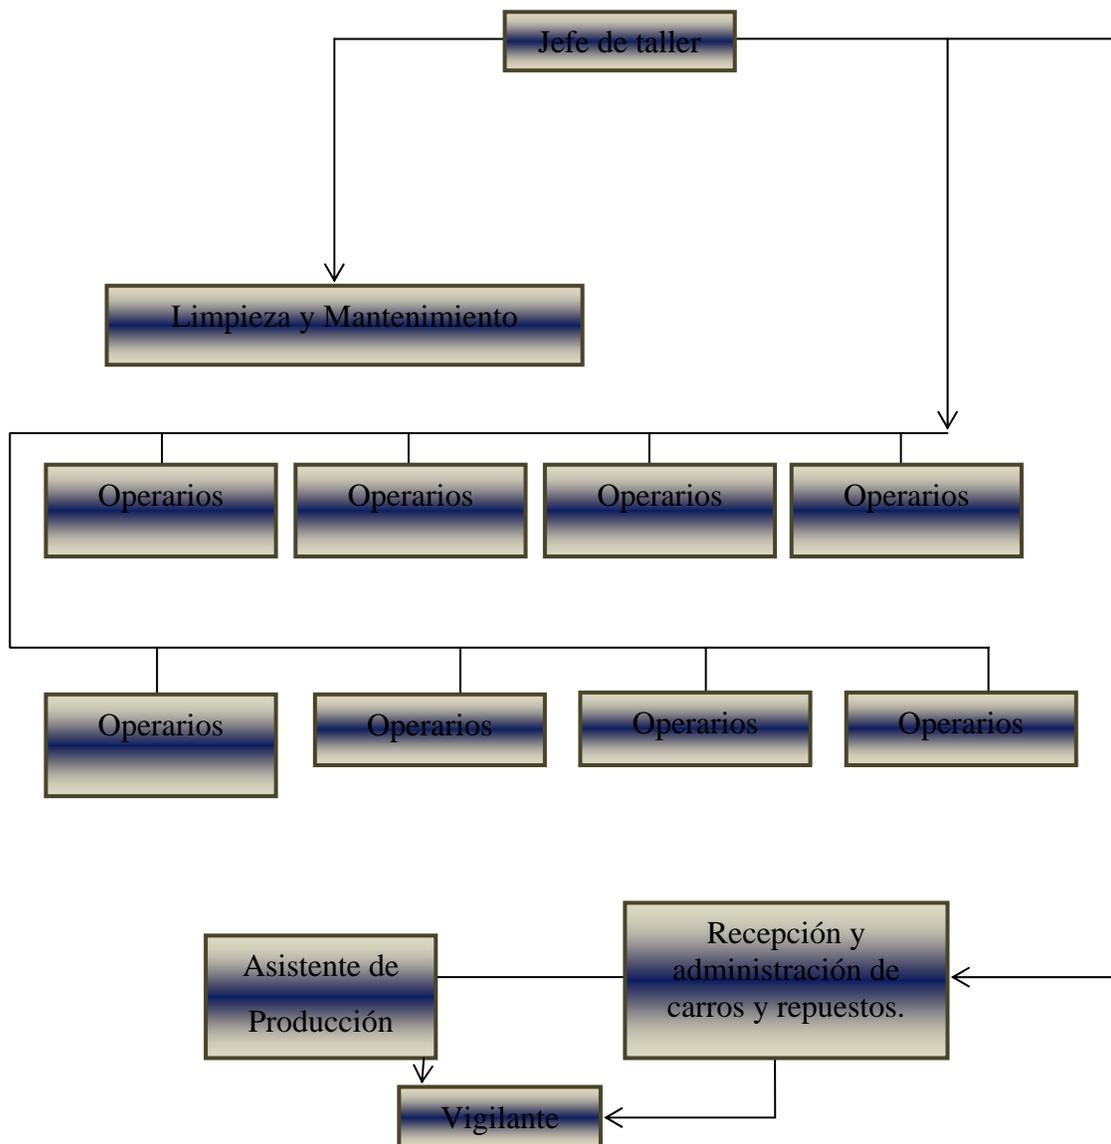 Jefe de taller
Limpieza y Mantenimiento
Operarios
Operarios
Operarios
Operarios
Operarios
Operarios
Operarios
Operarios
Recepción y
administración de
carros y repuestos.
Asistente de
Producción
Vigilante